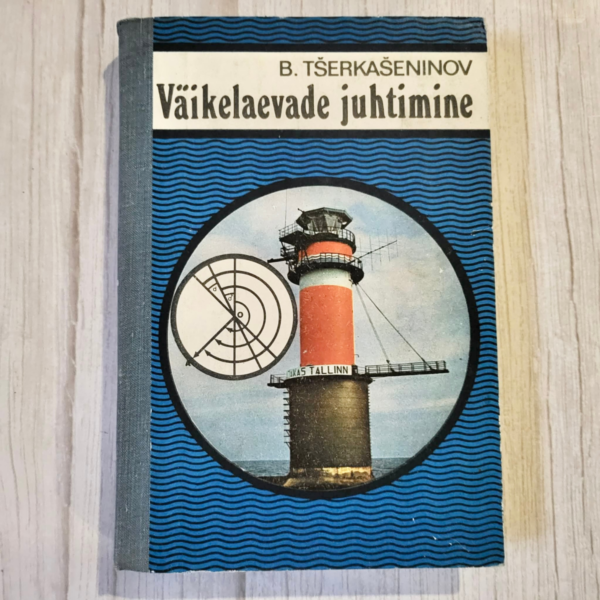 B. TŠERKAŠENINOV
Väikelaevade juhtimine
TALLINN